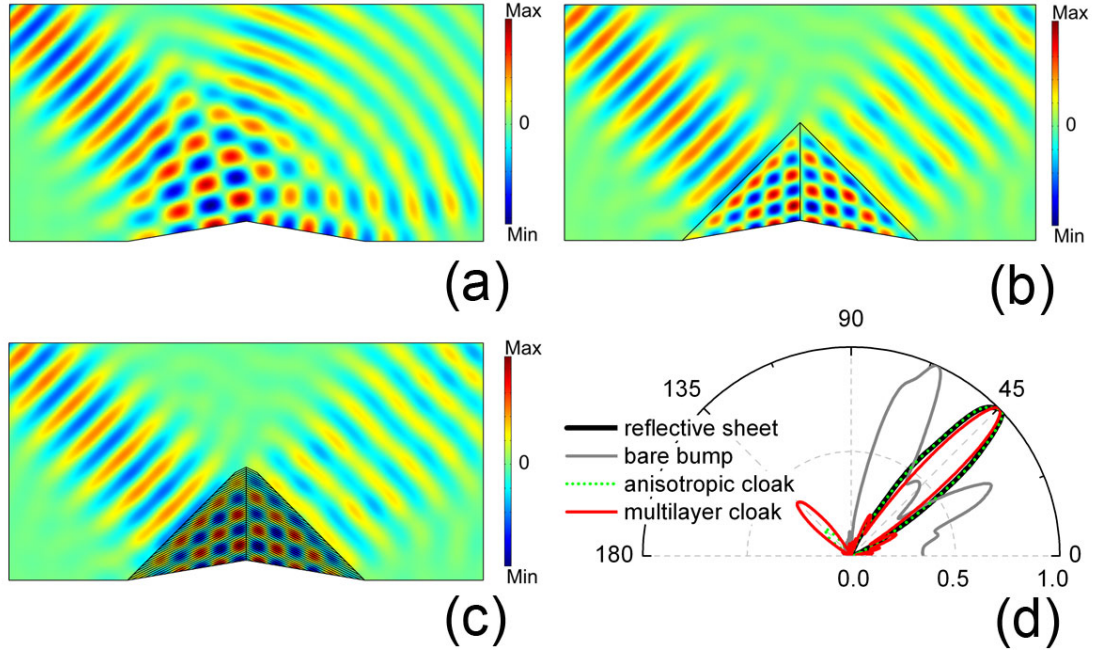 Max
0
Min
(a)
Max
0
Min
(b)
Max
0
Min
(c)
90
135
45
reflective sheet
bare bump
anisotropic cloak
multilayer cloak
180
0
0.0
0.5
1.0
(d)